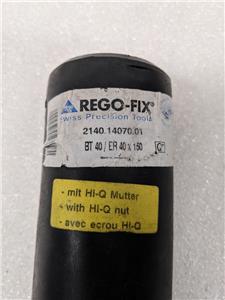 REGO-FIX®
Swiss Precision Tools
2140.14070.01
BT 40 / ER 40 x 160
- mit Hi-Q Mutter
- with Hi-Q nut
- avec ecrou Hi-Q